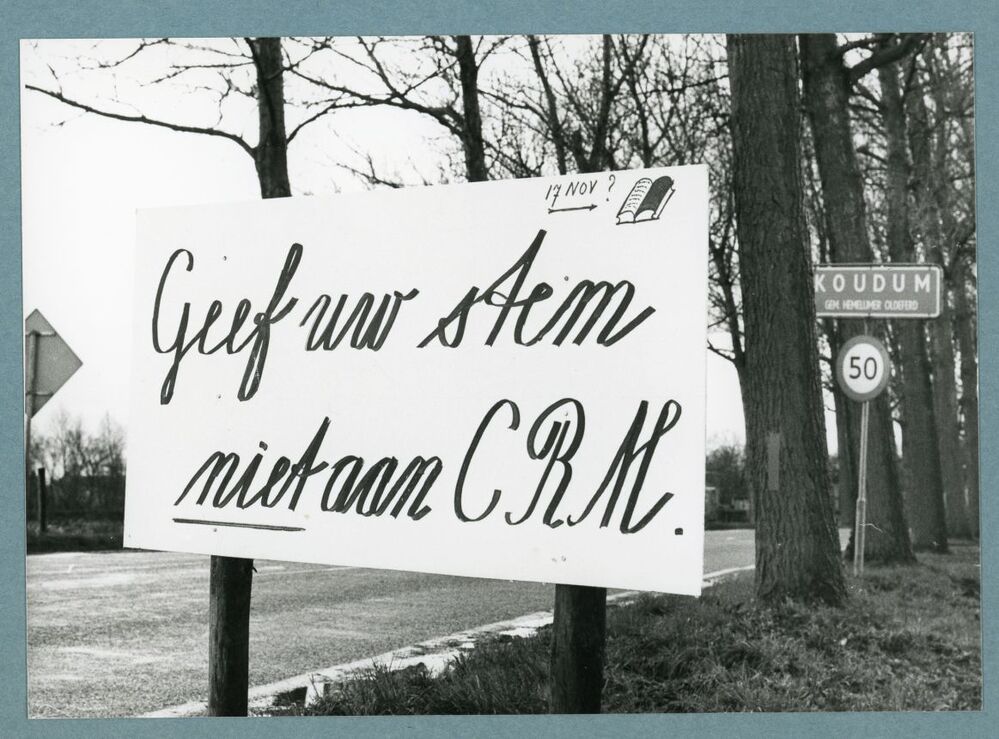 17 NOV ?
Geef uw stem
niet aan CRM.
KOUDUM
GEM. HEMELUMER OLDEFERD
50